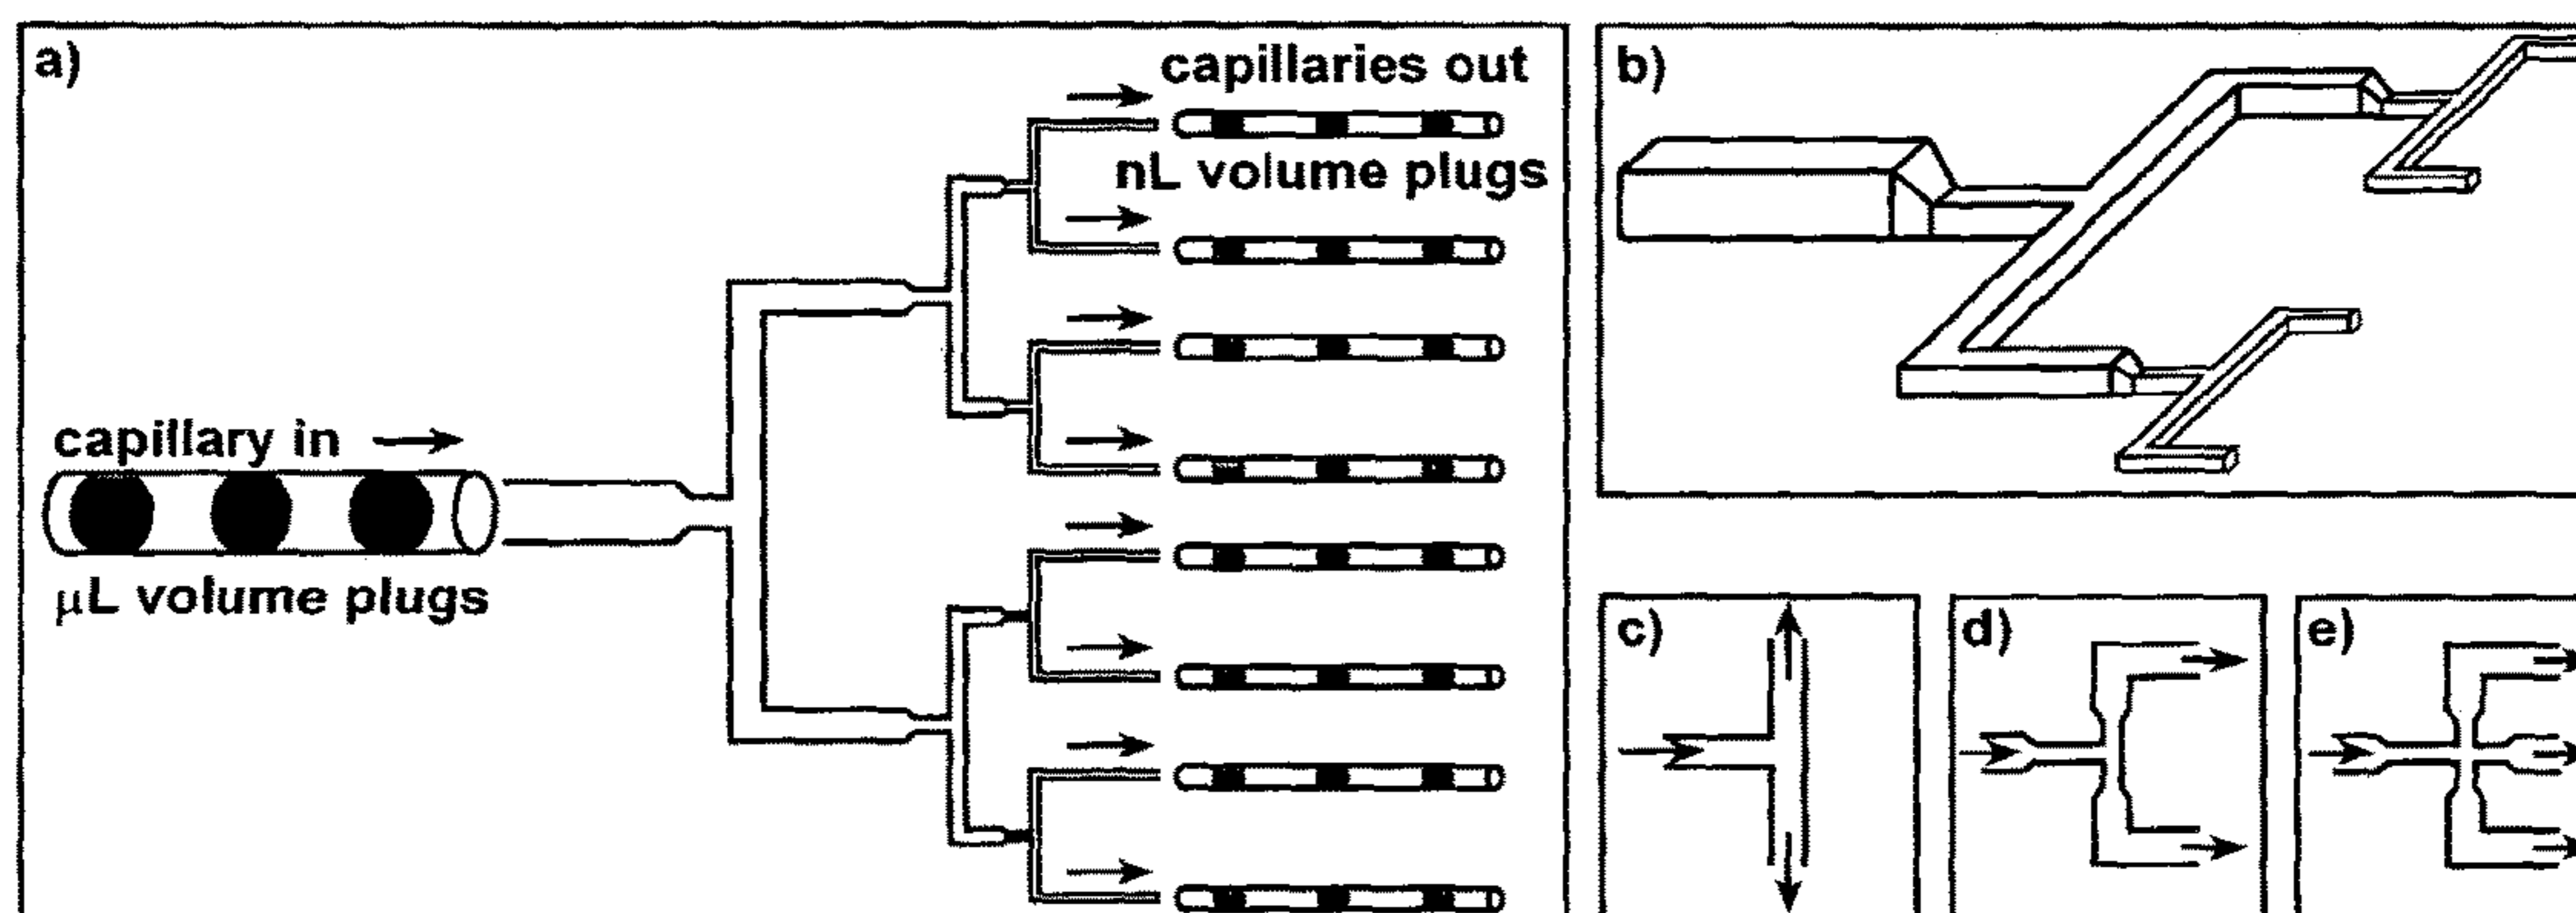 a)
capillaries out
nL volume plugs
capillary in
μL volume plugs
b)
c)
d)
e)